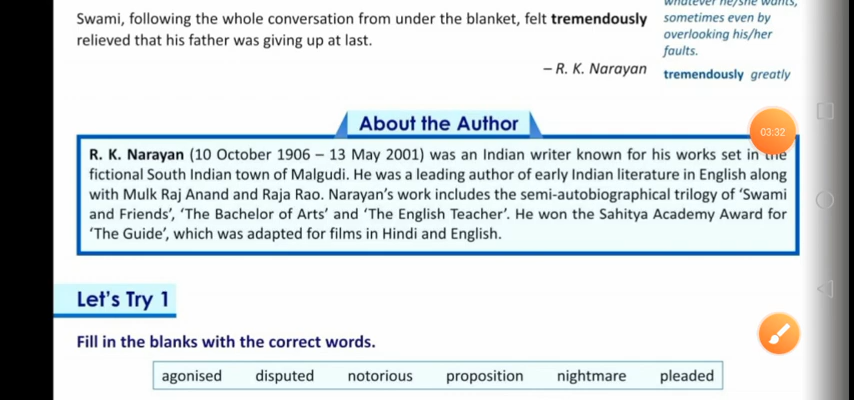 whatever he/she wants,
Swami, following the whole conversation from under the blanket, felt tremendously
relieved that his father was giving up at last.
sometimes even by
overlooking his/her
faults.
– R. K. Narayan
tremendously greatly
About the Author
03:32
R. K. Narayan (10 October 1906 – 13 May 2001) was an Indian writer known for his works set in the
fictional South Indian town of Malgudi. He was a leading author of early Indian literature in English along
with Mulk Raj Anand and Raja Rao. Narayan's work includes the semi-autobiographical trilogy of 'Swami
and Friends', 'The Bachelor of Arts' and 'The English Teacher'. He won the Sahitya Academy Award for
'The Guide', which was adapted for films in Hindi and English.
Let's Try 1
Fill in the blanks with the correct words.
agonised disputed notorious proposition nightmare pleaded